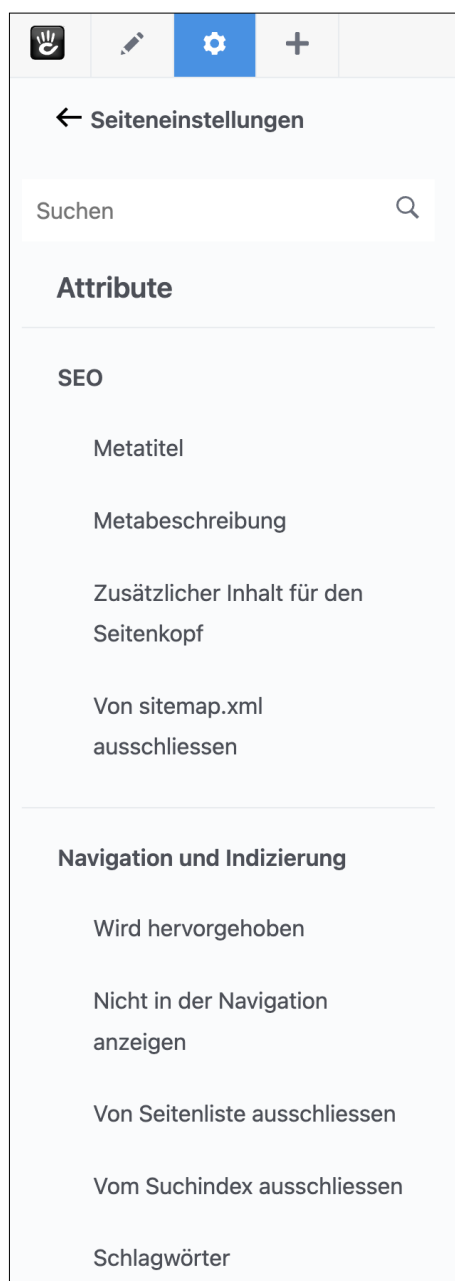 Seiteneinstellungen
Suchen
Attribute
SEO
Metatitel
Metabeschreibung
Zusätzlicher Inhalt für den
Seitenkopf
Von sitemap.xml
ausschliessen
Navigation und Indizierung
Wird hervorgehoben
Nicht in der Navigation
anzeigen
Von Seitenliste ausschliessen
Vom Suchindex ausschliessen
Schlagwörter